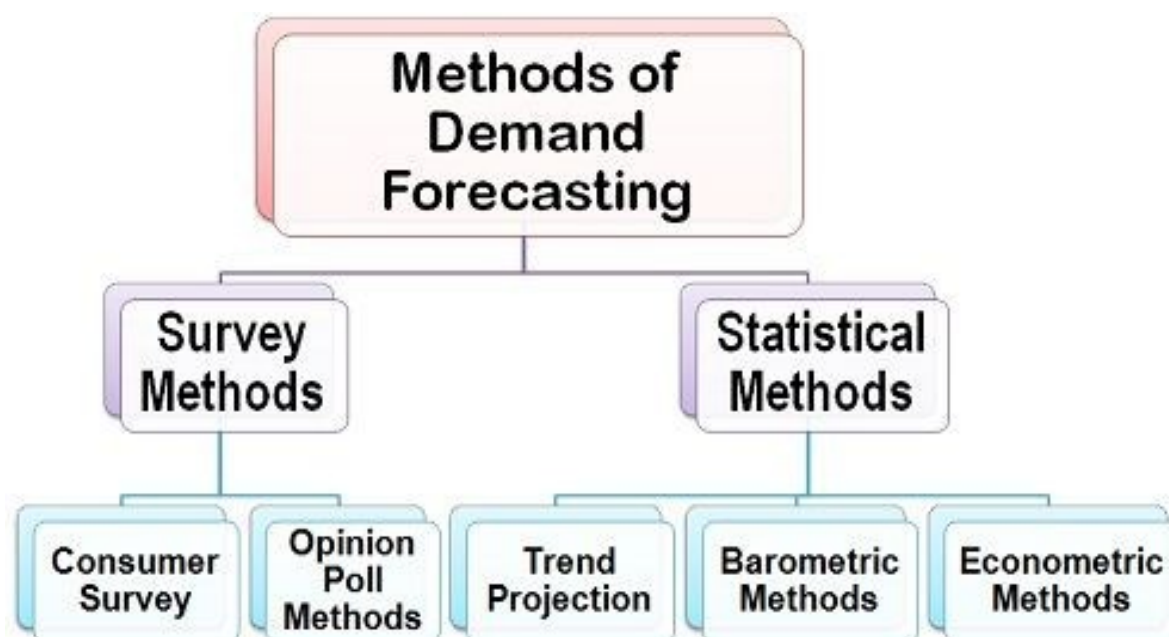 Methods of
Demand
Forecasting
Survey
Methods
Statistical
Methods
Consumer
Survey
Opinion
Poll
Methods
Trend
Projection
Barometric
Methods
Econometric
Methods